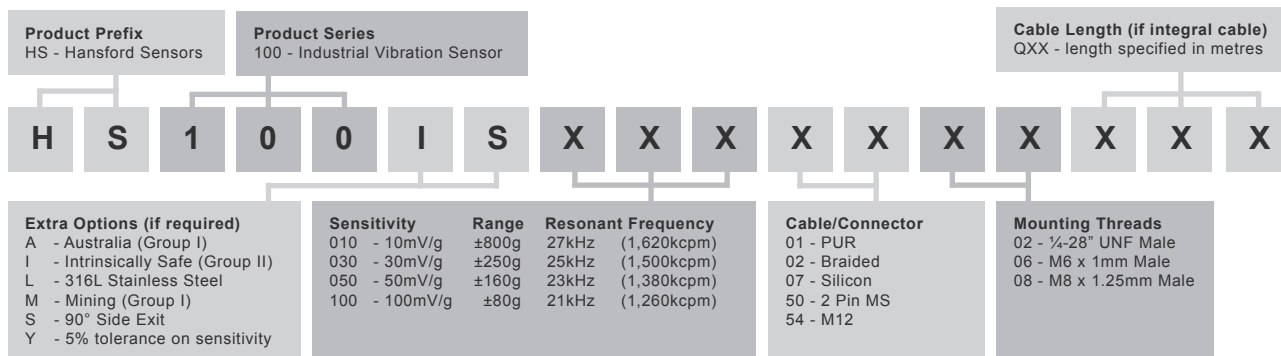 Product Prefix
HS - Hansford Sensors
Product Series
100 - Industrial Vibration Sensor
Cable Length (if integral cable)
QXX - length specified in metres
H S 1 0 0 I S X X X X X X X X X X
Extra Options (if required)
A - Australia (Group I)
I - Intrinsically Safe (Group II)
L - 316L Stainless Steel
M - Mining (Group I)
S - 90° Side Exit
Y - 5% tolerance on sensitivity
Sensitivity Range Resonant Frequency
010 - 10mV/g ±800g 27kHz (1,620kcpm)
030 - 30mV/g ±250g 25kHz (1,500kcpm)
050 - 50mV/g ±160g 23kHz (1,380kcpm)
100 - 100mV/g ±80g 21kHz (1,260kcpm)
Cable/Connector
01 - PUR
02 - Braided
07 - Silicon
50 - 2 Pin MS
54 - M12
Mounting Threads
02 - ¼-28” UNF Male
06 - M6 x 1mm Male
08 - M8 x 1.25mm Male